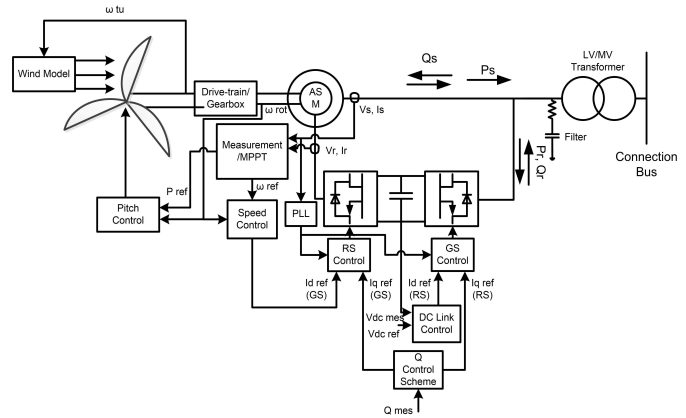 ω tu
Wind Model
Drive-train/
Gearbox
ω rot
AS
M
Vs, Is
Qs
Ps
LV/MV
Transformer
Filter
Connection
Bus
Pr, Qr
Measurement
/MPPT
Vr, Ir
P ref
ω ref
Pitch
Control
Speed
Control
PLL
RS
Control
GS
Control
Id ref
(GS)
Iq ref
(GS)
Id ref
(RS)
Iq ref
(RS)
Vdc mes
Vdc ref
DC Link
Control
Q
Control
Scheme
Q mes